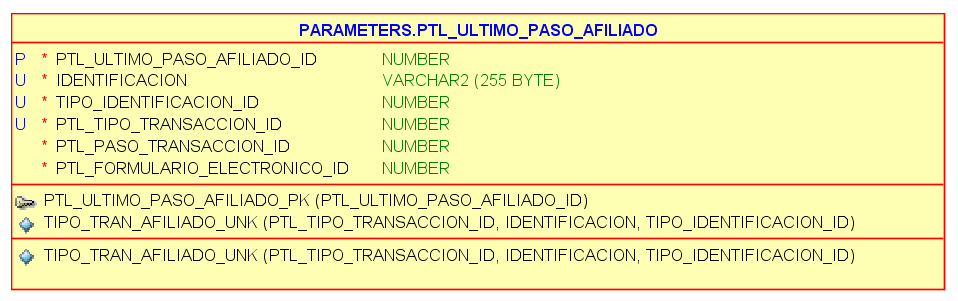 PARAMETERS.PTL_ULTIMO_PASO_AFILIADO
P * PTL_ULTIMO_PASO_AFILIADO_ID NUMBER
U * IDENTIFICACION VARCHAR2 (255 BYTE)
U * TIPO_IDENTIFICACION_ID NUMBER
U * PTL_TIPO_TRANSACCION_ID NUMBER
* PTL_PASO_TRANSACCION_ID NUMBER
* PTL_FORMULARIO_ELECTRONICO_ID NUMBER
PTL_ULTIMO_PASO_AFILIADO_PK (PTL_ULTIMO_PASO_AFILIADO_ID)
TIPO_TRAN_AFILIADO_UNK (PTL_TIPO_TRANSACCION_ID, IDENTIFICACION, TIPO_IDENTIFICACION_ID)
TIPO_TRAN_AFILIADO_UNK (PTL_TIPO_TRANSACCION_ID, IDENTIFICACION, TIPO_IDENTIFICACION_ID)